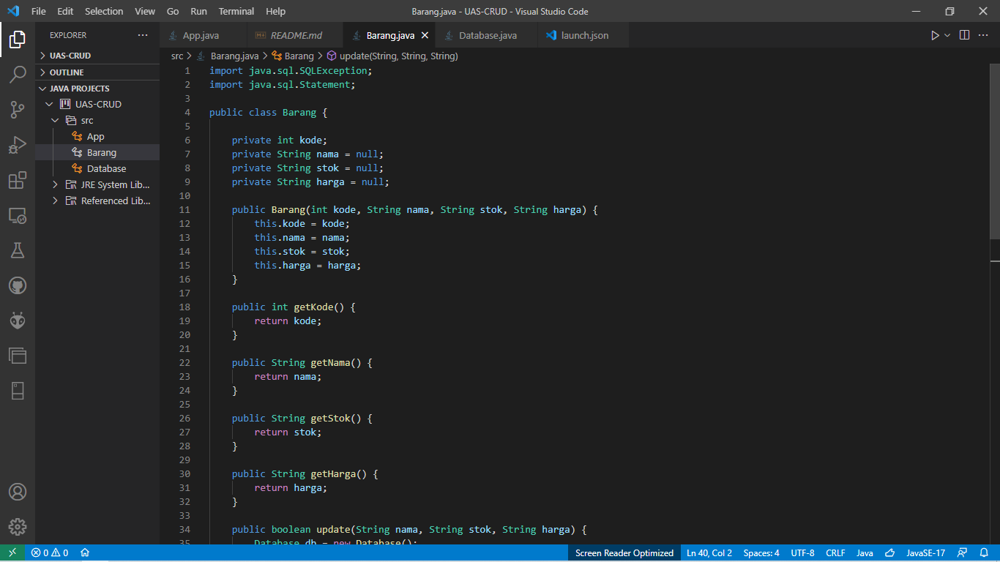 File Edit Selection View Go Run Terminal Help Barang.java - UAS-CRUD - Visual Studio Code
EXPLORER
App.java README.md Barang.java Database.java launch.json
src > Barang.java > Barang > update(String, String, String)
UAS-CRUD
OUTLINE
JAVA PROJECTS
UAS-CRUD
src
App
Barang
Database
JRE System Lib...
Referenced Lib...
1 import java.sql.SQLException;
2 import java.sql.Statement;
3
4 public class Barang {
5
6 private int kode;
7 private String nama = null;
8 private String stok = null;
9 private String harga = null;
10
11 public Barang(int kode, String nama, String stok, String harga) {
12 this.kode = kode;
13 this.nama = nama;
14 this.stok = stok;
15 this.harga = harga;
16 }
17
18 public int getKode() {
19 return kode;
20 }
21
22 public String getNama() {
23 return nama;
24 }
25
26 public String getStok() {
27 return stok;
28 }
29
30 public String getHarga() {
31 return harga;
32 }
33
34 public boolean update(String nama, String stok, String harga) {
35 Database db = new Database();
0 0 Screen Reader Optimized Ln 40, Col 2 Spaces: 4 UTF-8 CRLF Java JavaSE-17